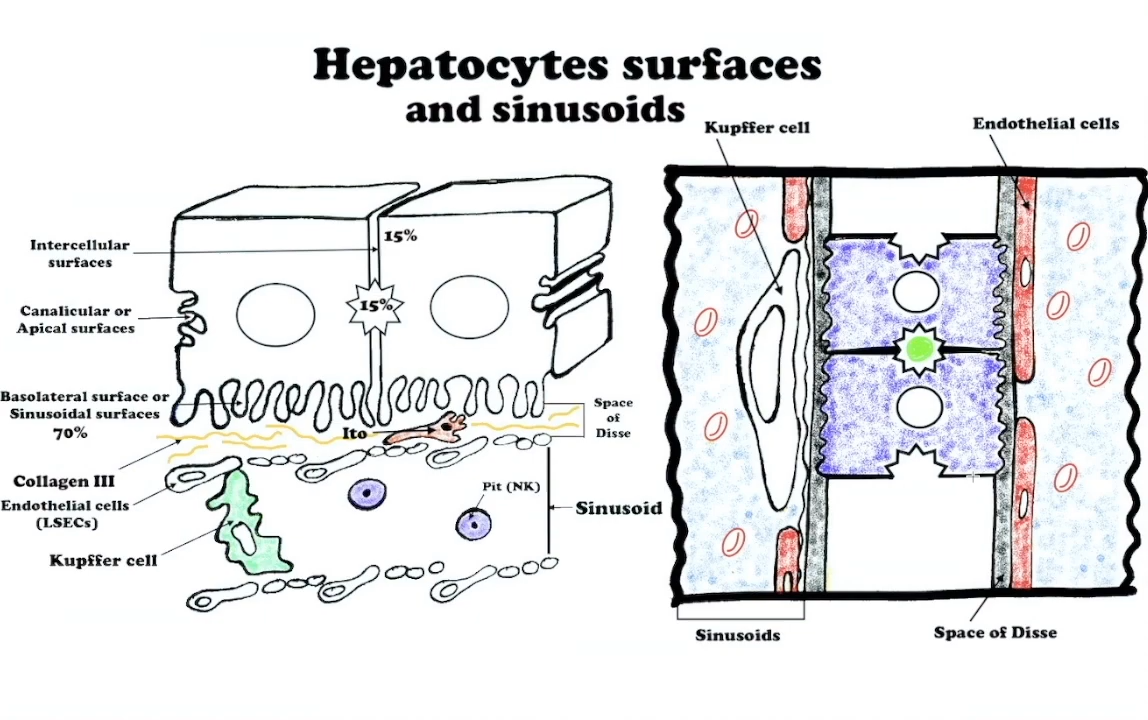 Hepatocytes surfaces
and sinusoids
Kupffer cell
Endothelial cells
15%
Intercellular
surfaces
15%
Canalicular or
Apical surfaces
Basolateral surface or
Sinusoidal surfaces
70%
Space
of
Disse
Ito
Collagen III
Pit (NK)
Endothelial cells
(LSECs)
Sinusoid
Kupffer cell
Sinusoids
Space of Disse